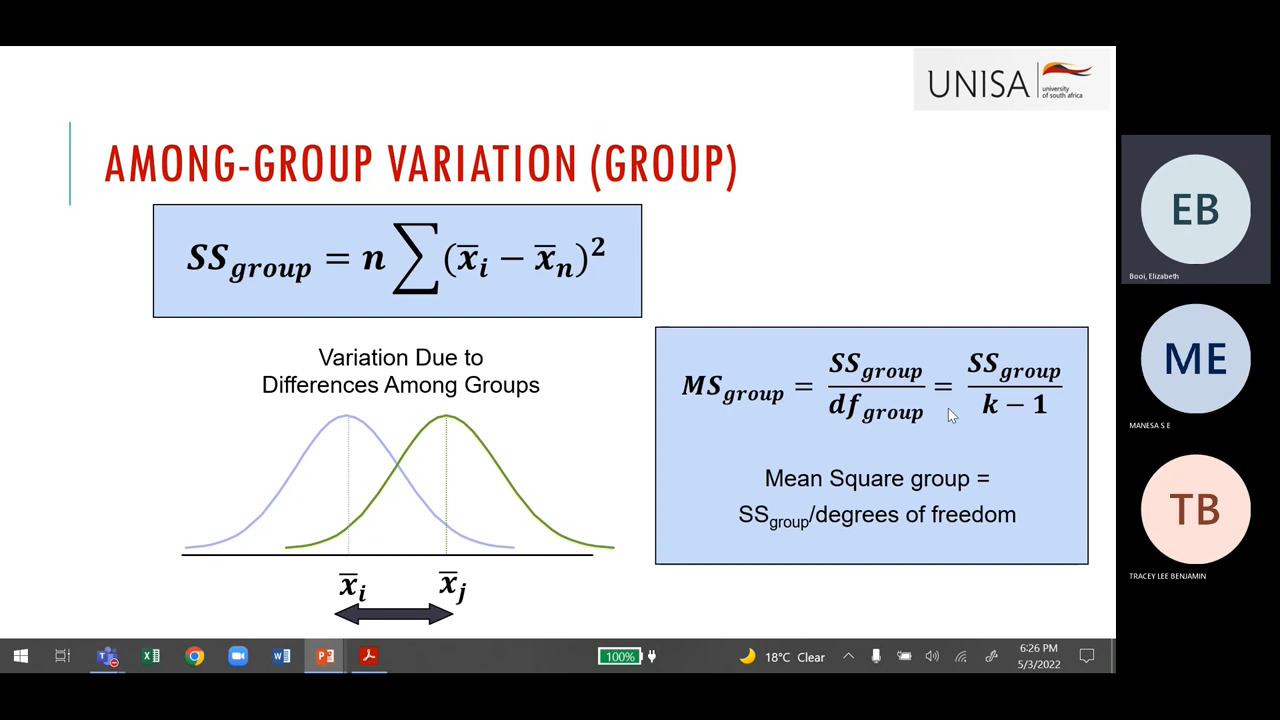 UNISA
university
of south africa
AMONG-GROUP VARIATION (GROUP)
SS_group = n ∑ (x̄_i − x̄_n)²
Variation Due to
Differences Among Groups
x̄_i x̄_j
MS_group = SS_group / df_group = SS_group / k − 1
Mean Square group =
SS_group/degrees of freedom
EB
Booi, Elizabeth
ME
MANESA S E
TB
TRACEY LEE BENJAMIN
100%
18°C Clear
6:26 PM
5/3/2022